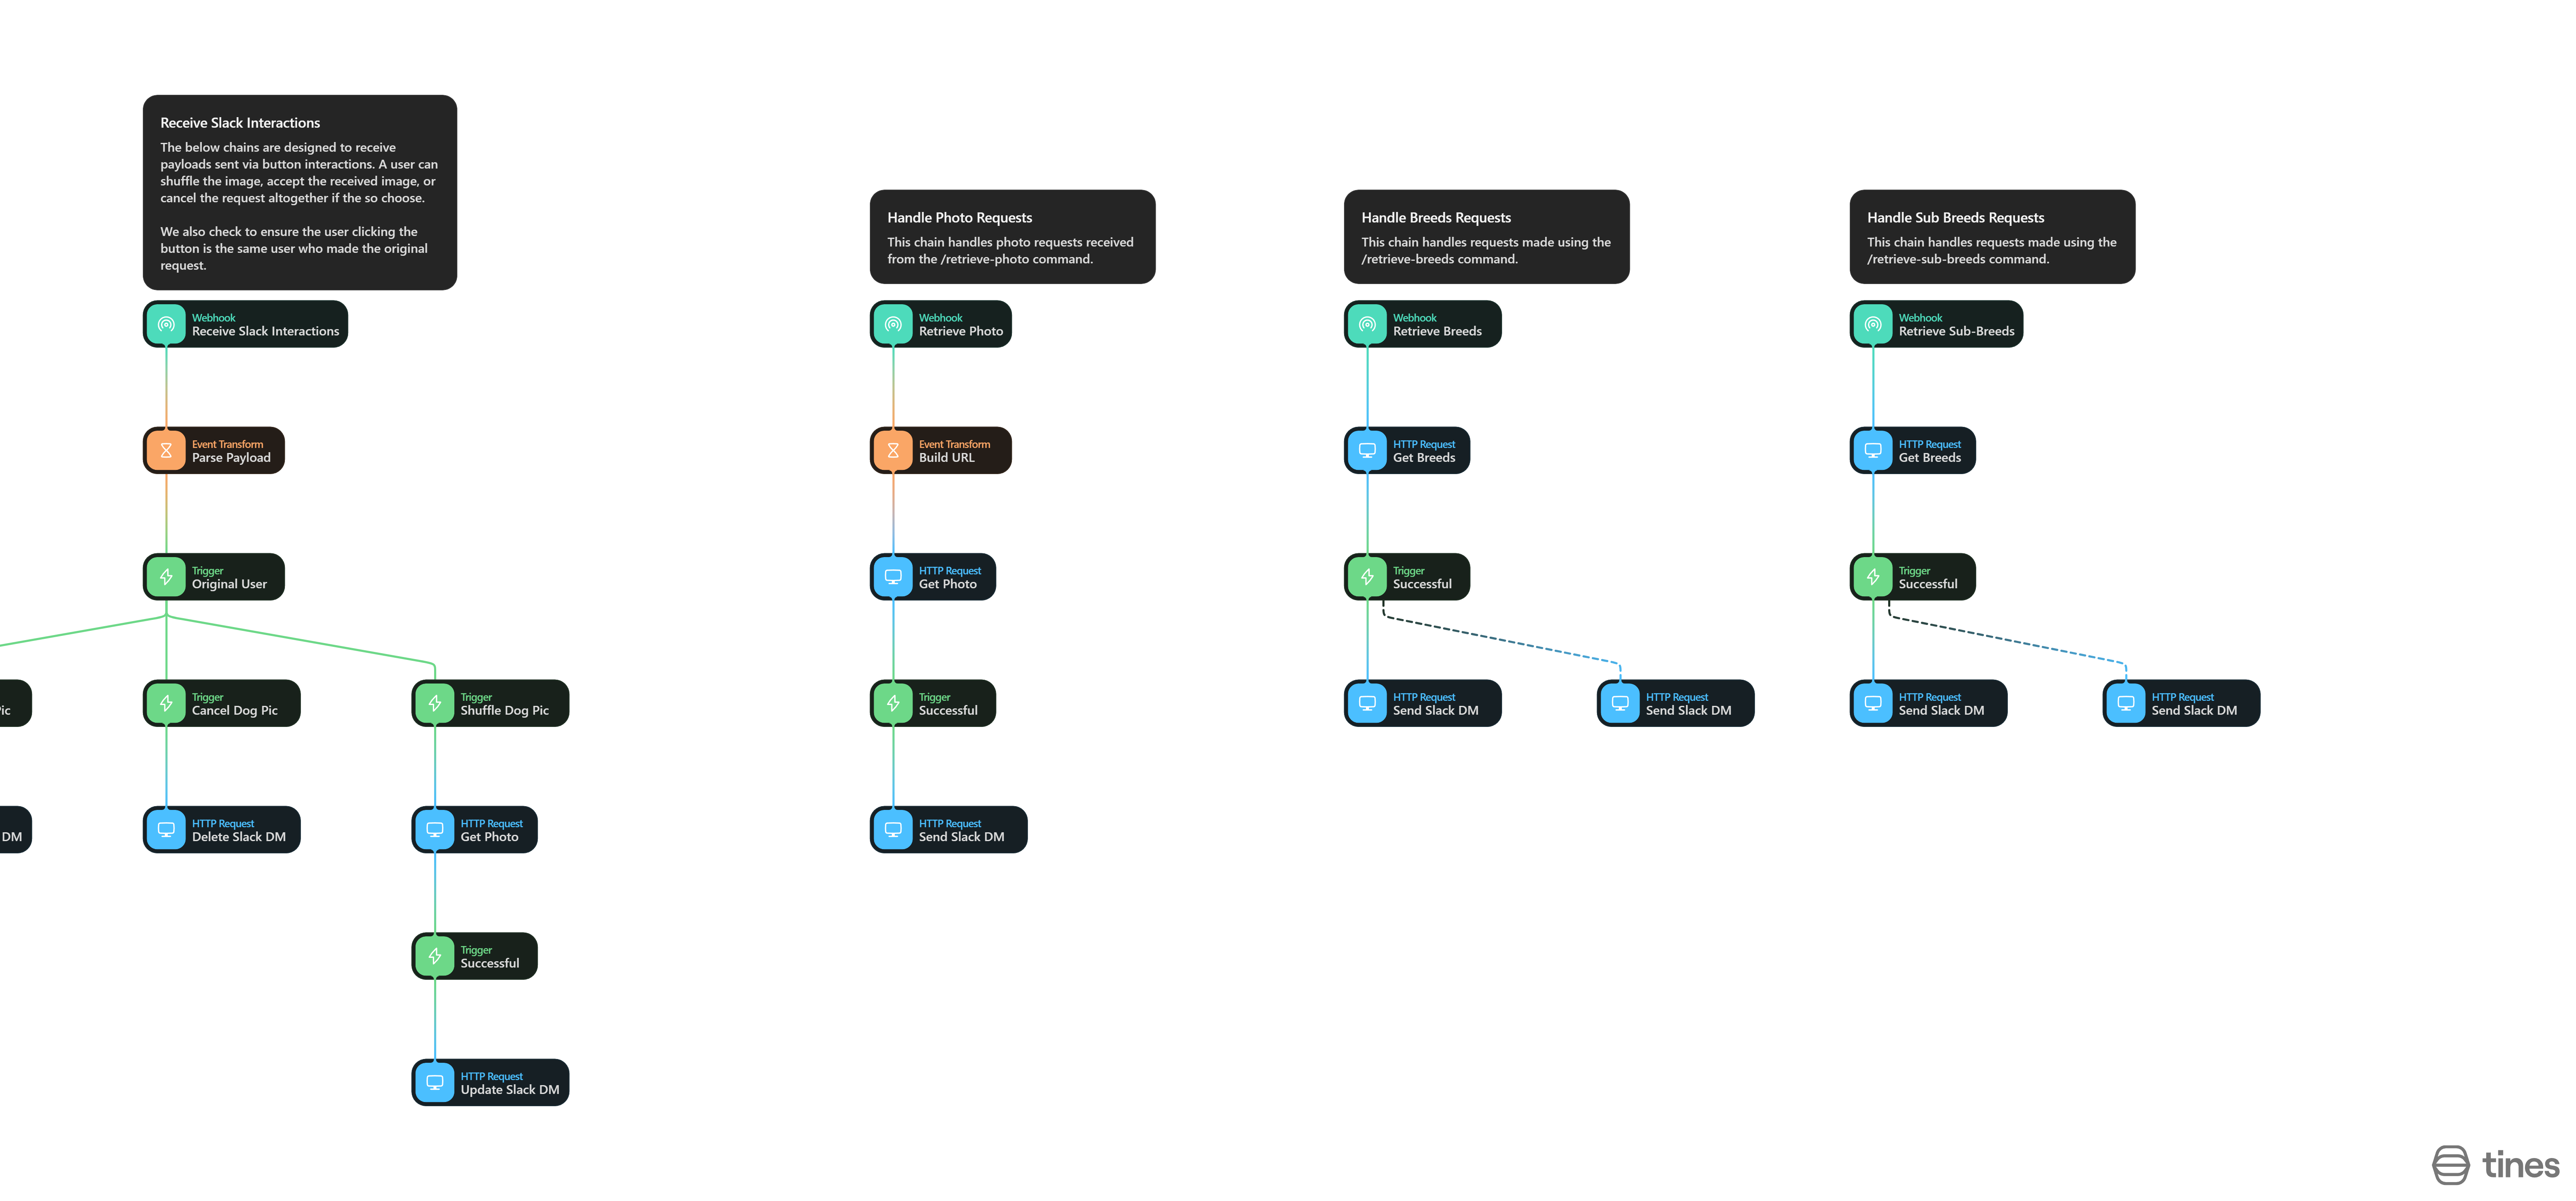 Receive Slack Interactions
The below chains are designed to receive
payloads sent via button interactions. A user can
shuffle the image, accept the received image, or
cancel the request altogether if the so choose.
We also check to ensure the user clicking the
button is the same user who made the original
request.
Webhook
Receive Slack Interactions
Event Transform
Parse Payload
Trigger
Original User
ic
Trigger
Cancel Dog Pic
Trigger
Shuffle Dog Pic
DM
HTTP Request
Delete Slack DM
HTTP Request
Get Photo
Trigger
Successful
HTTP Request
Update Slack DM
Handle Photo Requests
This chain handles photo requests received
from the /retrieve-photo command.
Webhook
Retrieve Photo
Event Transform
Build URL
HTTP Request
Get Photo
Trigger
Successful
HTTP Request
Send Slack DM
Handle Breeds Requests
This chain handles requests made using the
/retrieve-breeds command.
Webhook
Retrieve Breeds
HTTP Request
Get Breeds
Trigger
Successful
HTTP Request
Send Slack DM
HTTP Request
Send Slack DM
Handle Sub Breeds Requests
This chain handles requests made using the
/retrieve-sub-breeds command.
Webhook
Retrieve Sub-Breeds
HTTP Request
Get Breeds
Trigger
Successful
HTTP Request
Send Slack DM
HTTP Request
Send Slack DM
tines